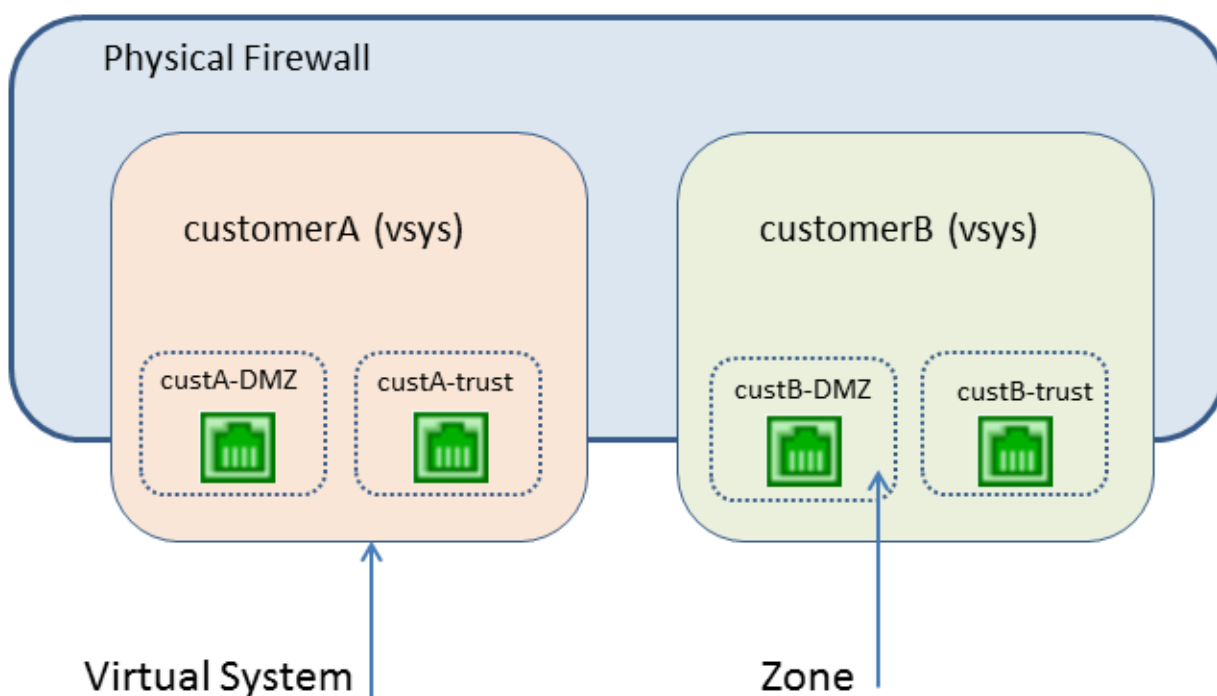 Physical Firewall
customerA (vsys)
customerB (vsys)
custA-DMZ
custA-trust
custB-DMZ
custB-trust
Virtual System
Zone